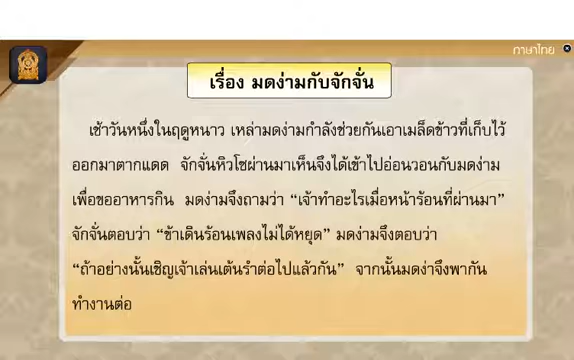 ภาษาไทย
เรื่อง มดง่ามกับจักจั่น
เช้าวันหนึ่งในฤดูหนาว เหล่ามดง่ามกำลังช่วยกันเอาเมล็ดข้าวที่เก็บไว้
ออกมาตากแดด จักจั่นหิวโซผ่านมาเห็นจึงได้เข้าไปอ่อนวอนกับมดง่าม
เพื่อขออาหารกิน มดง่ามจึงถามว่า “เจ้าทำอะไรเมื่อหน้าร้อนที่ผ่านมา”
จักจั่นตอบว่า “ข้าเดินร้อนเพลงไม่ได้หยุด” มดง่ามจึงตอบว่า
“ถ้าอย่างนั้นเชิญเจ้าเล่นเต้นรำต่อไปแล้วกัน” จากนั้นมดง่าจึงพากัน
ทำงานต่อ